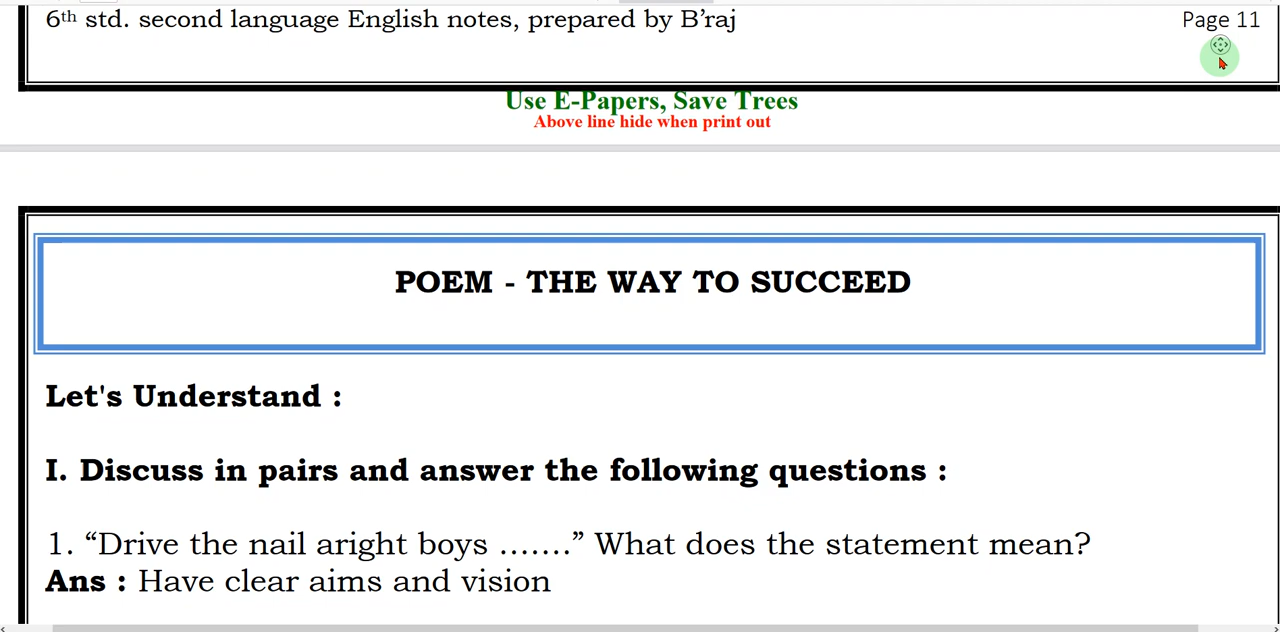 6th std. second language English notes, prepared by B’raj
Page 11
Use E-Papers, Save Trees
Above line hide when print out
POEM - THE WAY TO SUCCEED
Let's Understand :
I. Discuss in pairs and answer the following questions :
1. “Drive the nail aright boys .......” What does the statement mean?
Ans : Have clear aims and vision